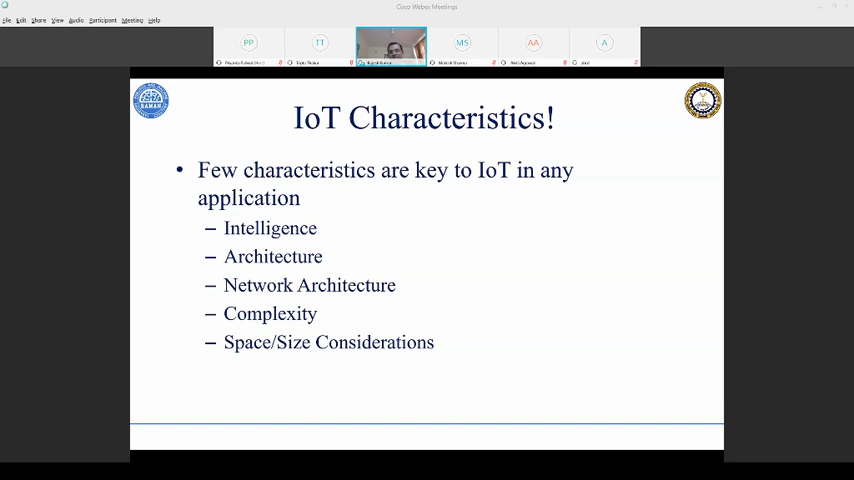 Cisco Webex Meetings
File Edit Share View Audio Participant Meeting Help
PP TT MS AA A
IoT Characteristics!
RAMAN
• Few characteristics are key to IoT in any
application
– Intelligence
– Architecture
– Network Architecture
– Complexity
– Space/Size Considerations